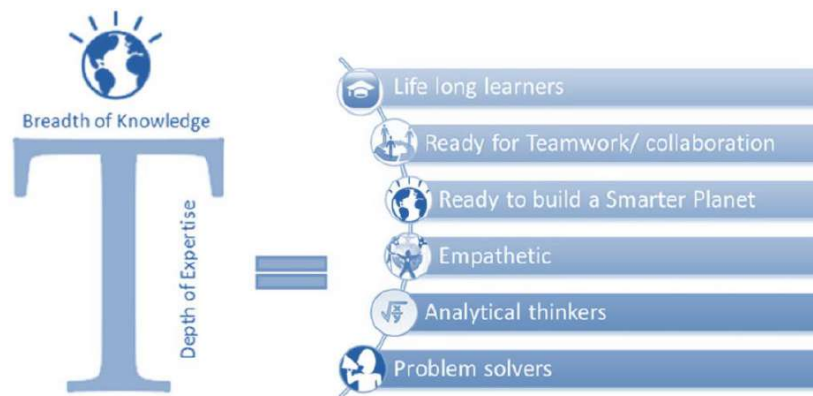 Breadth of Knowledge
T
Depth of Expertise
=
Life long learners
Ready for Teamwork/ collaboration
Ready to build a Smarter Planet
Empathetic
√x/y
Analytical thinkers
Problem solvers